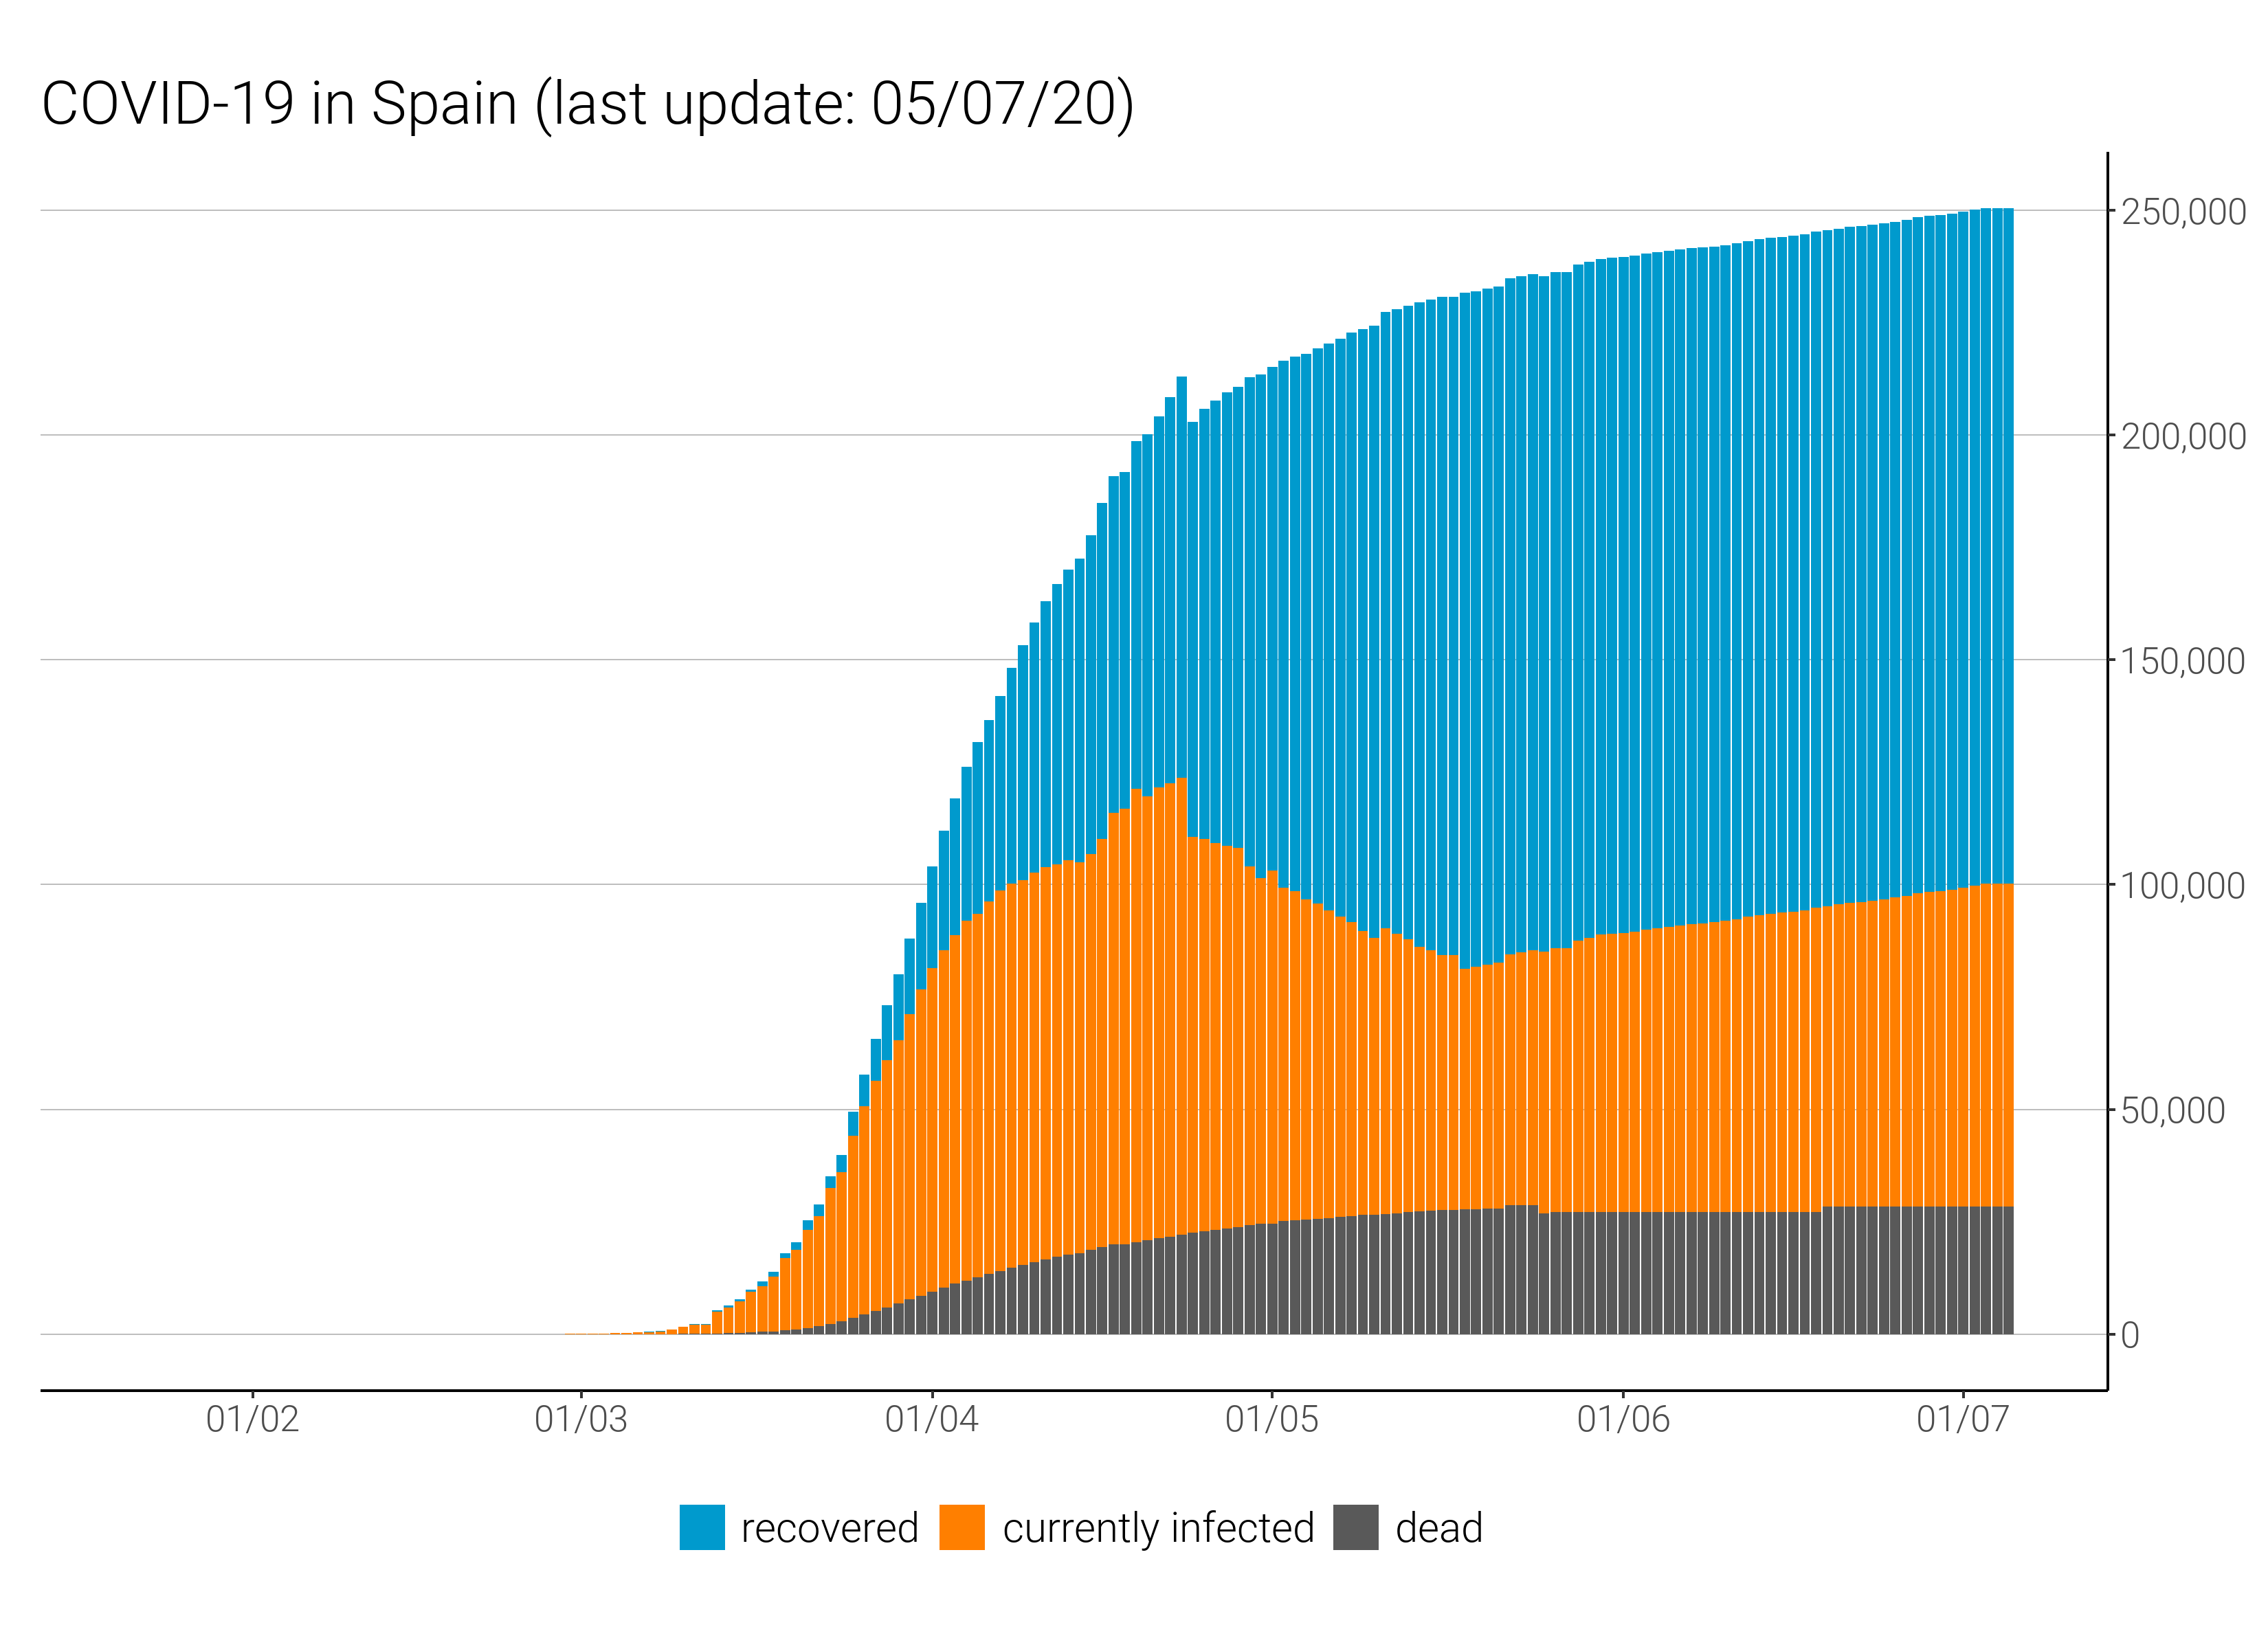 COVID-19 in Spain (last update: 05/07/20)
250,000
200,000
150,000
100,000
50,000
0
01/02 01/03 01/04 01/05 01/06 01/07
recovered currently infected dead